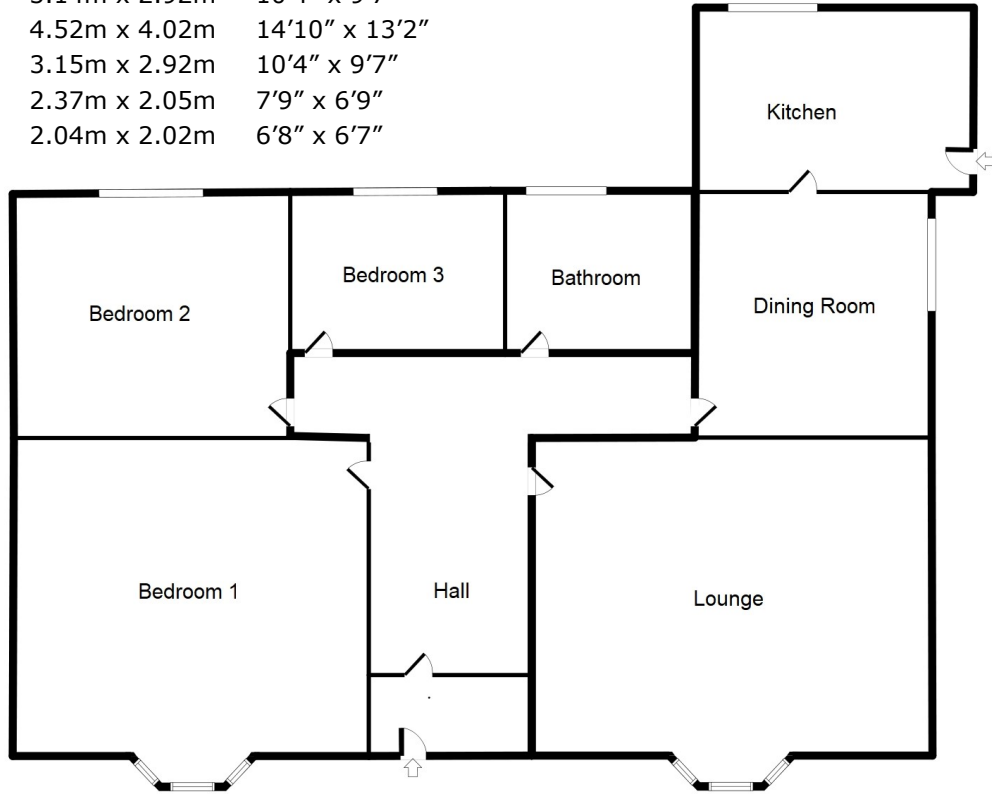 4.52m x 4.02m 14′10″ x 13′2″
3.15m x 2.92m 10′4″ x 9′7″
2.37m x 2.05m 7′9″ x 6′9″
2.04m x 2.02m 6′8″ x 6′7″
Kitchen
Bedroom 3
Bathroom
Bedroom 2
Dining Room
Bedroom 1
Hall
Lounge